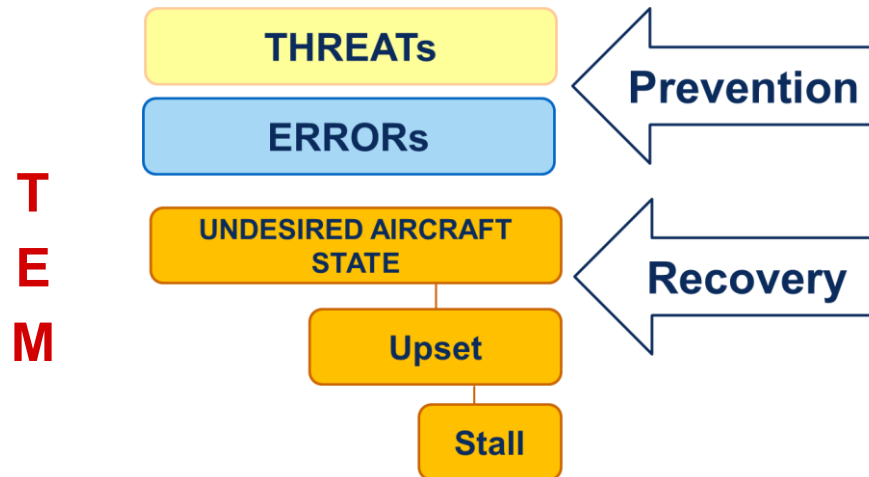 THREATs
Prevention
ERRORs
T
E
M
UNDESIRED AIRCRAFT
STATE
Recovery
Upset
Stall